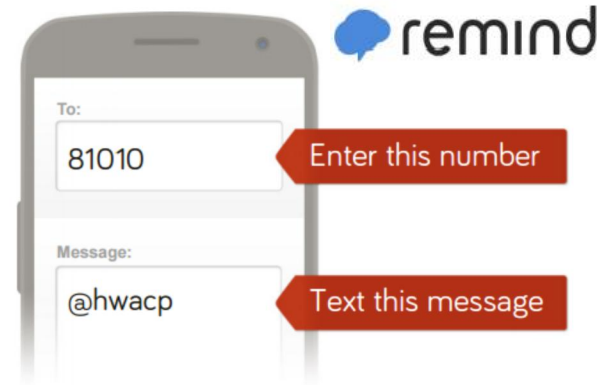 remind
To:
81010
Enter this number
Message:
@hwacp
Text this message